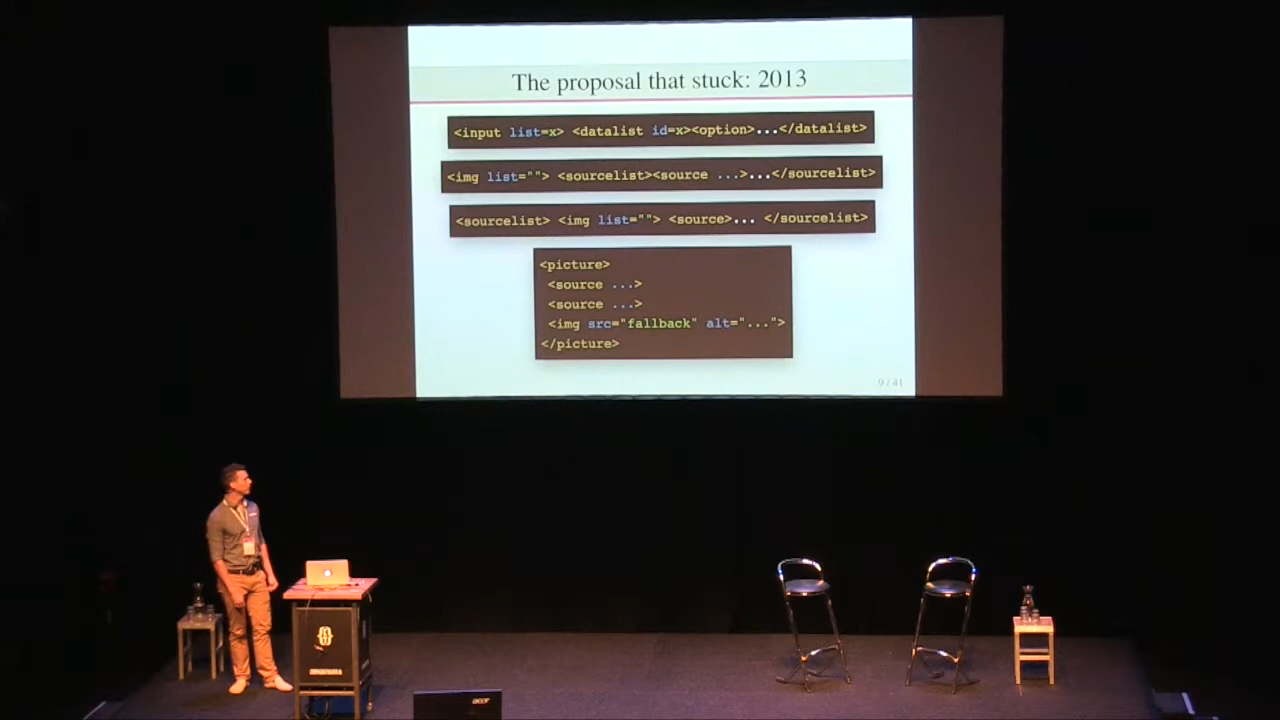 The proposal that stuck: 2013
<input list=x> <datalist id=x><option>...</datalist>
<img list=""> <sourcelist><source ...>...</sourcelist>
<sourcelist> <img list=""> <source>... </sourcelist>
<picture>
<source ...>
<source ...>
<img src="fallback" alt="...">
</picture>
9 / 41
acer